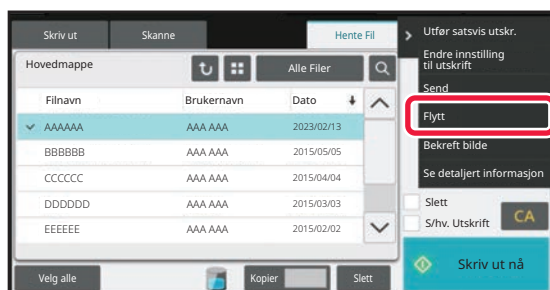 Skriv ut
Skanne
Hente Fil
Hovedmappe
Alle Filer
Filnavn Brukernavn Dato
AAAAAA AAA AAA 2023/02/13
BBBBBB AAA AAA 2015/05/05
CCCCCC AAA AAA 2015/04/04
DDDDDD AAA AAA 2015/03/03
EEEEEE AAA AAA 2015/02/02
Velg alle
Kopier
Slett
Utfør satsvis utskr.
Endre innstilling
til utskrift
Send
Flytt
Bekreft bilde
Se detaljert informasjon
Slett
S/hv. Utskrift
CA
Skriv ut nå